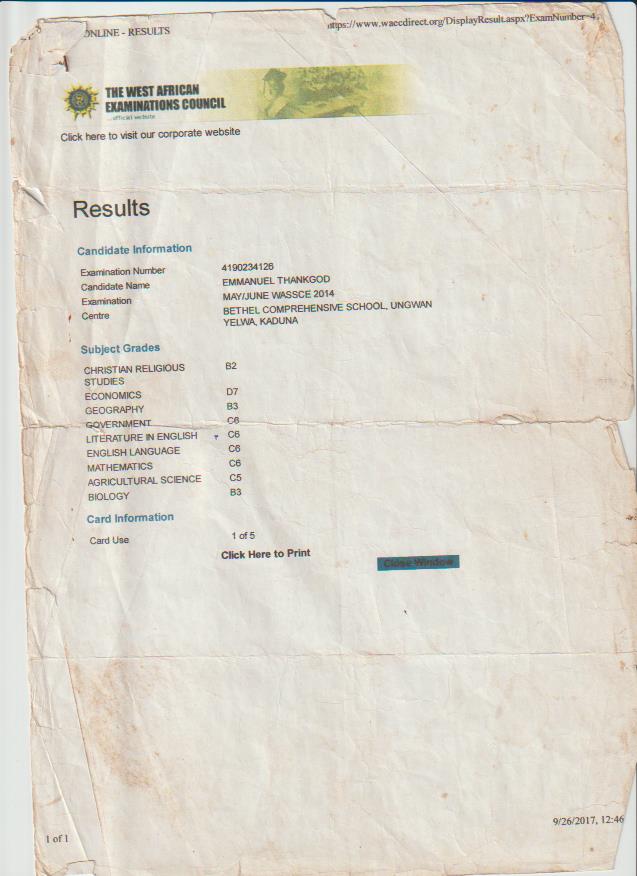 ONLINE - RESULTS
https://www.waecdirect.org/DisplayResult.aspx?ExamNumber=4
THE WEST AFRICAN
EXAMINATIONS COUNCIL
...official website
Click here to visit our corporate website
Results
Candidate Information
Examination Number 4190234126
Candidate Name EMMANUEL THANKGOD
Examination MAY/JUNE WASSCE 2014
Centre BETHEL COMPREHENSIVE SCHOOL, UNGWAN
YELWA, KADUNA
Subject Grades
CHRISTIAN RELIGIOUS B2
STUDIES
ECONOMICS D7
GEOGRAPHY B3
GOVERNMENT C6
LITERATURE IN ENGLISH C6
ENGLISH LANGUAGE C6
MATHEMATICS C6
AGRICULTURAL SCIENCE C5
BIOLOGY B3
Card Information
Card Use 1 of 5
Click Here to Print
Close Window
9/26/2017, 12:46
1 of 1